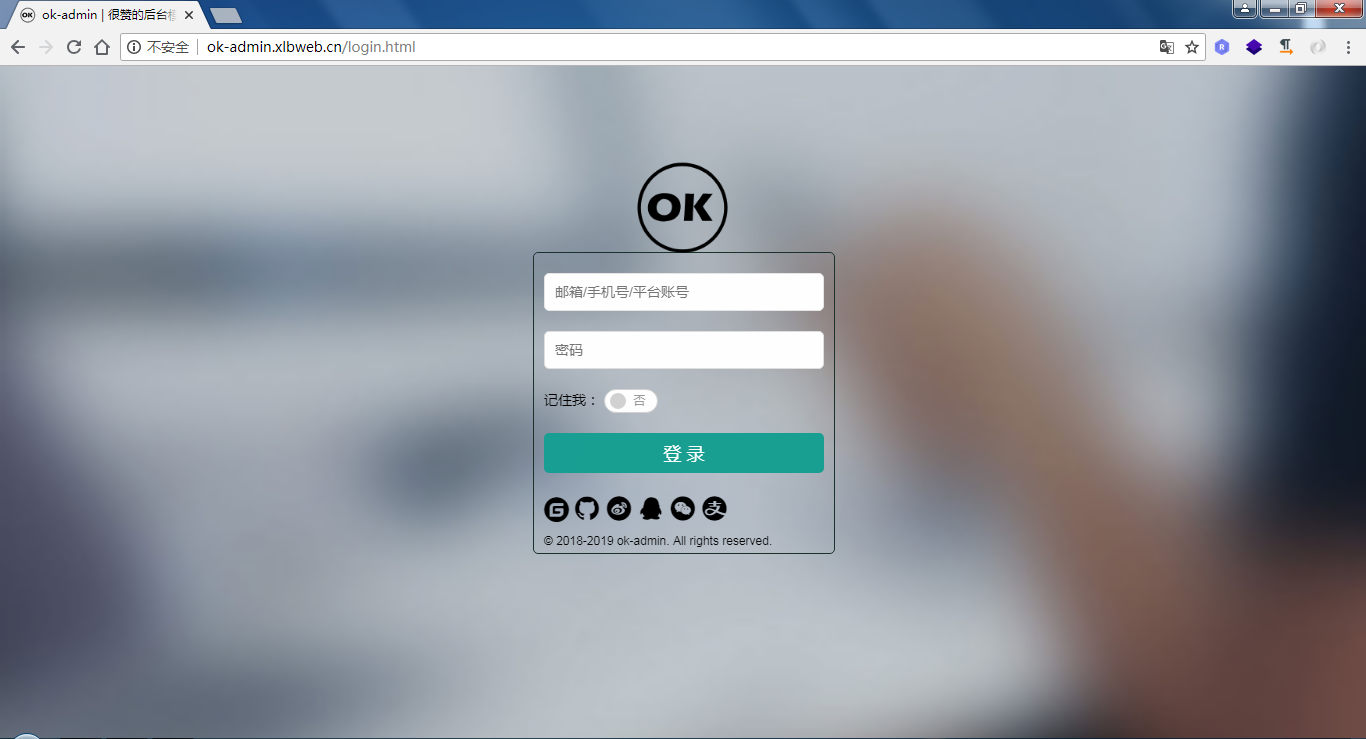 OK ok-admin | 很赞的后台
不安全 ok-admin.xlbweb.cn/login.html
OK
邮箱/手机号/平台账号
密码
记住我： 否
登录
© 2018-2019 ok-admin. All rights reserved.